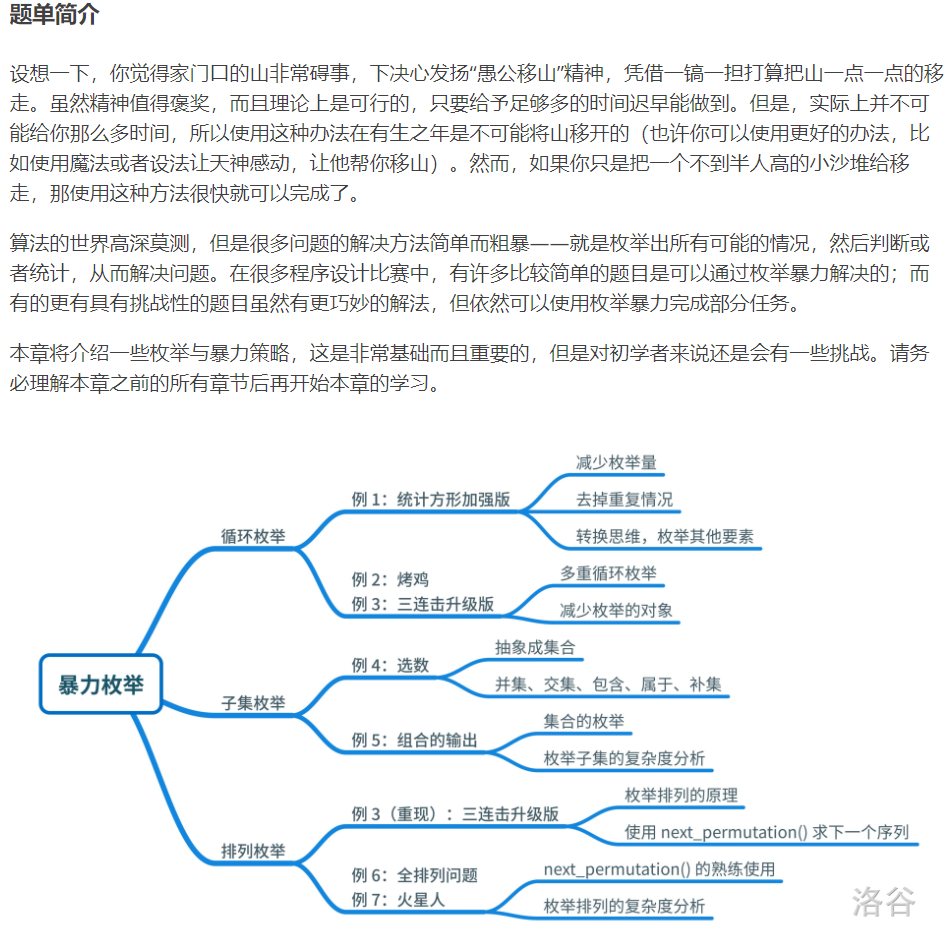 题单简介
设想一下，你觉得家门口的山非常碍事，下决心发扬“愚公移山”精神，凭借一镐一担打算把山一点一点的移
走。虽然精神值得褒奖，而且理论上是可行的，只要给予足够多的时间迟早能做到。但是，实际上并不可
能给你那么多时间，所以使用这种办法在有生之年是不可能将山移开的（也许你可以使用更好的办法，比
如使用魔法或者设法让天神感动，让他帮你移山）。然而，如果你只是把一个不到半人高的小沙堆给移
走，那使用这种方法很快就可以完成了。
算法的世界高深莫测，但是很多问题的解决方法简单而粗暴——就是枚举出所有可能的情况，然后判断或
者统计，从而解决问题。在很多程序设计比赛中，有许多比较简单的题目是可以通过枚举暴力解决的；而
有的更有具有挑战性的题目虽然有更巧妙的解法，但依然可以使用枚举暴力完成部分任务。
本章将介绍一些枚举与暴力策略，这是非常基础而且重要的，但是对初学者来说还是会有一些挑战。请务
必理解本章之前的所有章节后再开始本章的学习。
暴力枚举
循环枚举
例 1：统计方形加强版
减少枚举量
去掉重复情况
转换思维，枚举其他要素
例 2：烤鸡
例 3：三连击升级版
多重循环枚举
减少枚举的对象
子集枚举
例 4：选数
抽象成集合
并集、交集、包含、属于、补集
例 5：组合的输出
集合的枚举
枚举子集的复杂度分析
排列枚举
例 3（重现）：三连击升级版
枚举排列的原理
使用 next_permutation() 求下一个序列
例 6：全排列问题
例 7：火星人
next_permutation() 的熟练使用
枚举排列的复杂度分析
洛谷